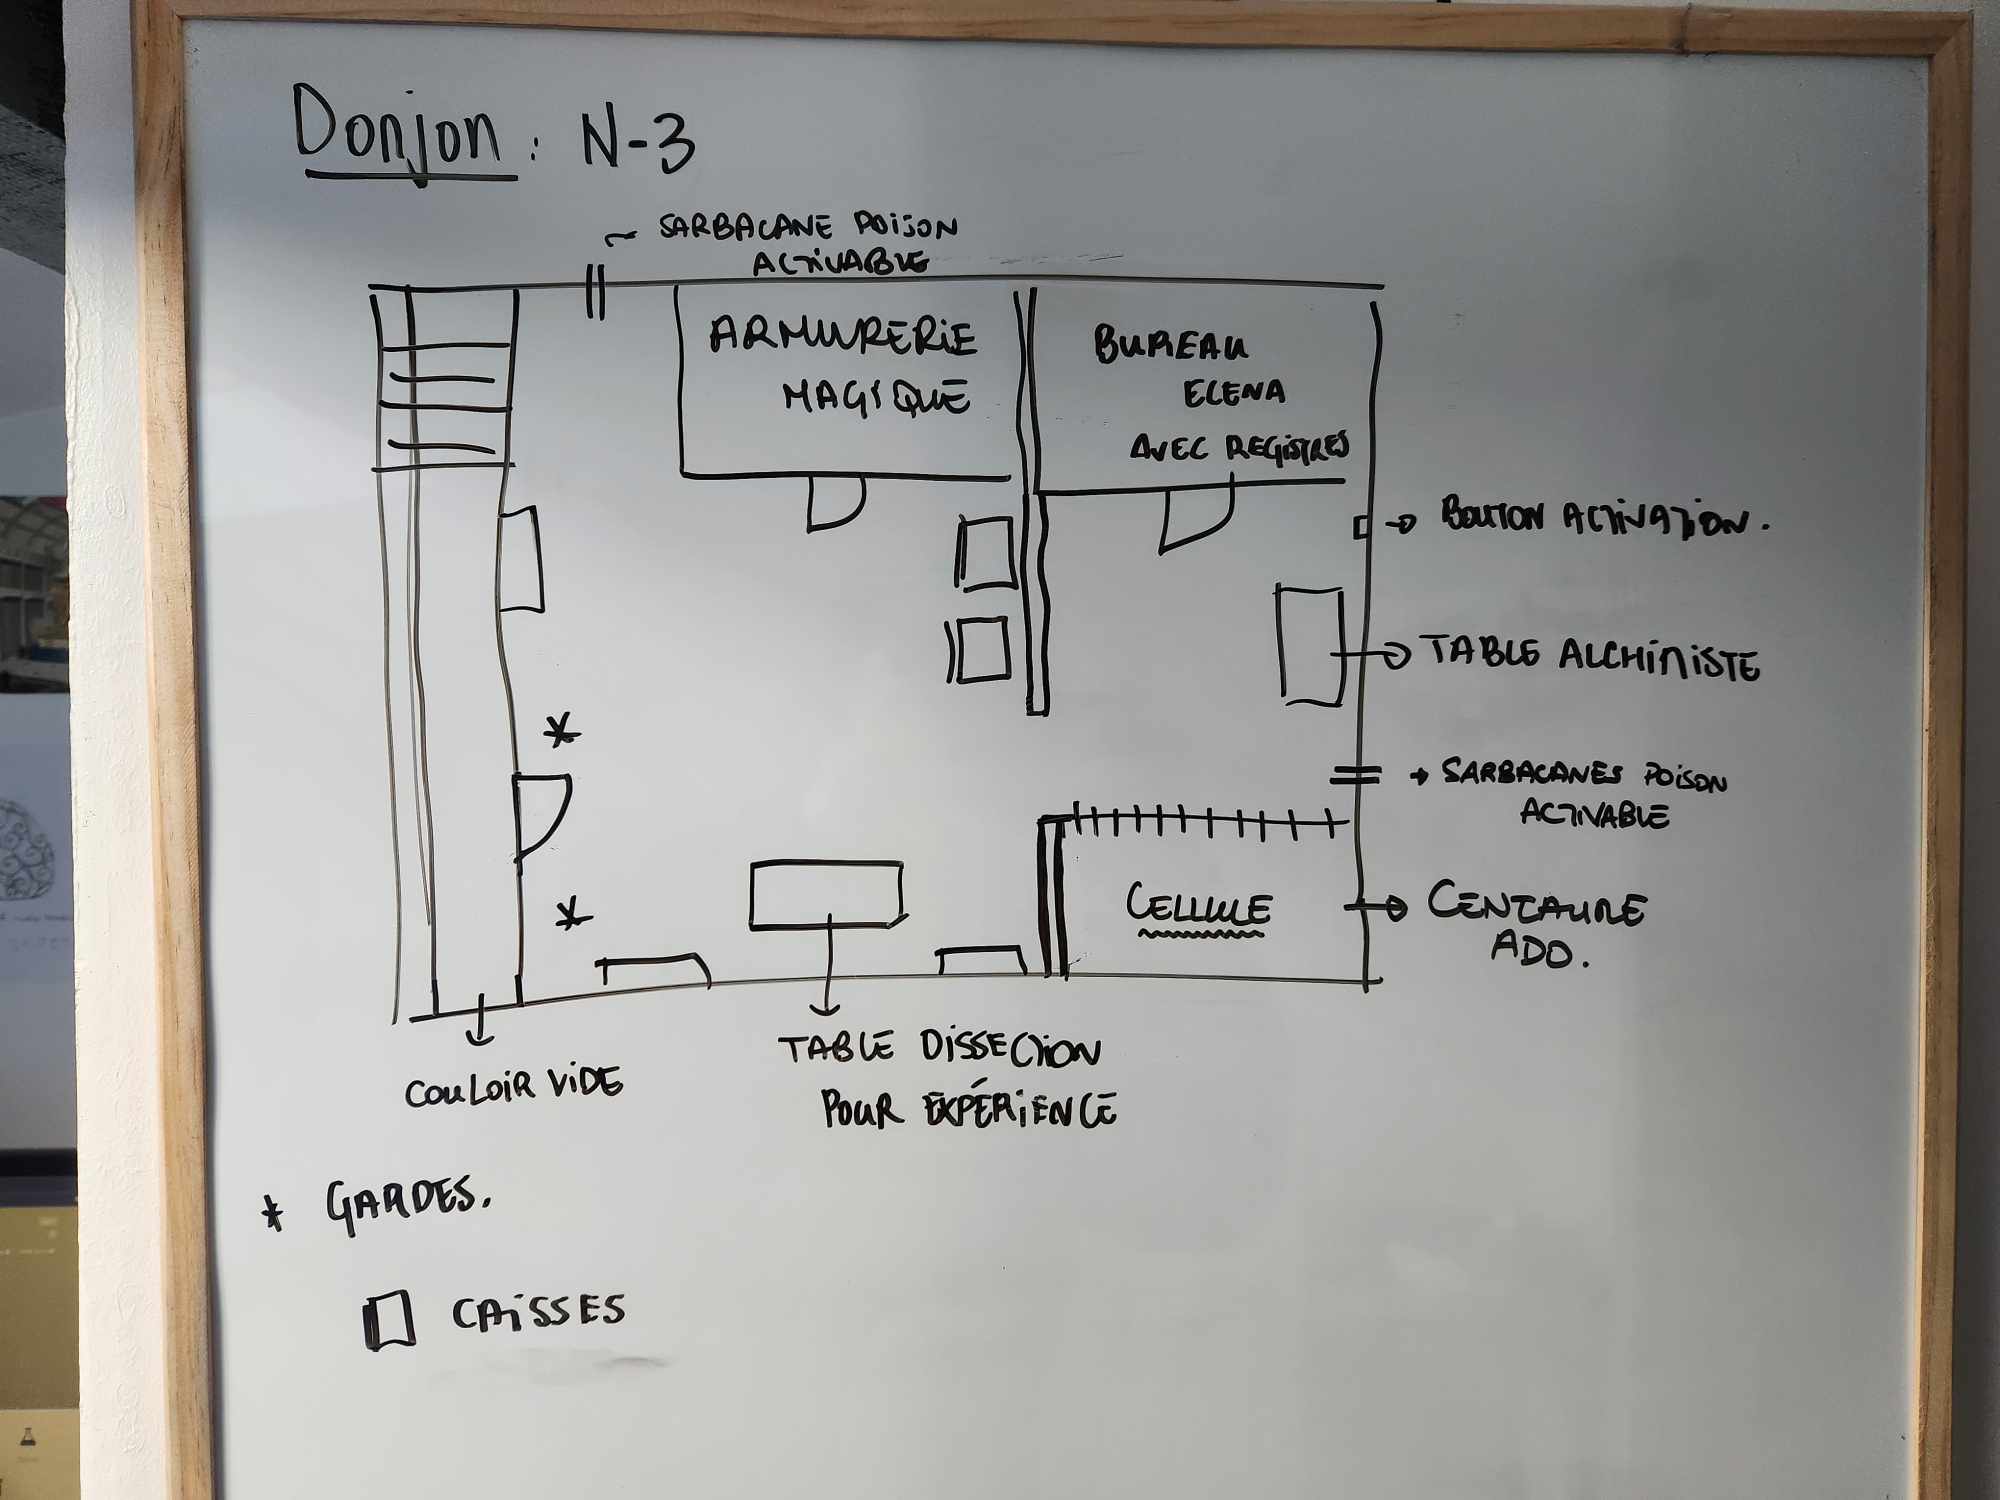 Donjon : N-3
SARBACANE POISON
ACTIVABLE
ARMURERIE
MAGIQUE
BUREAU
ELENA
AVEC REGISTRES
BOUTON ACTIVATION.
TABLE ALCHIMISTE
SARBACANES POISON
ACTIVABLE
CELLULE
CENTAURE
ADO.
TABLE DISSECTION
POUR EXPÉRIENCE
COULOIR VIDE
* GARDES.
CAISSES